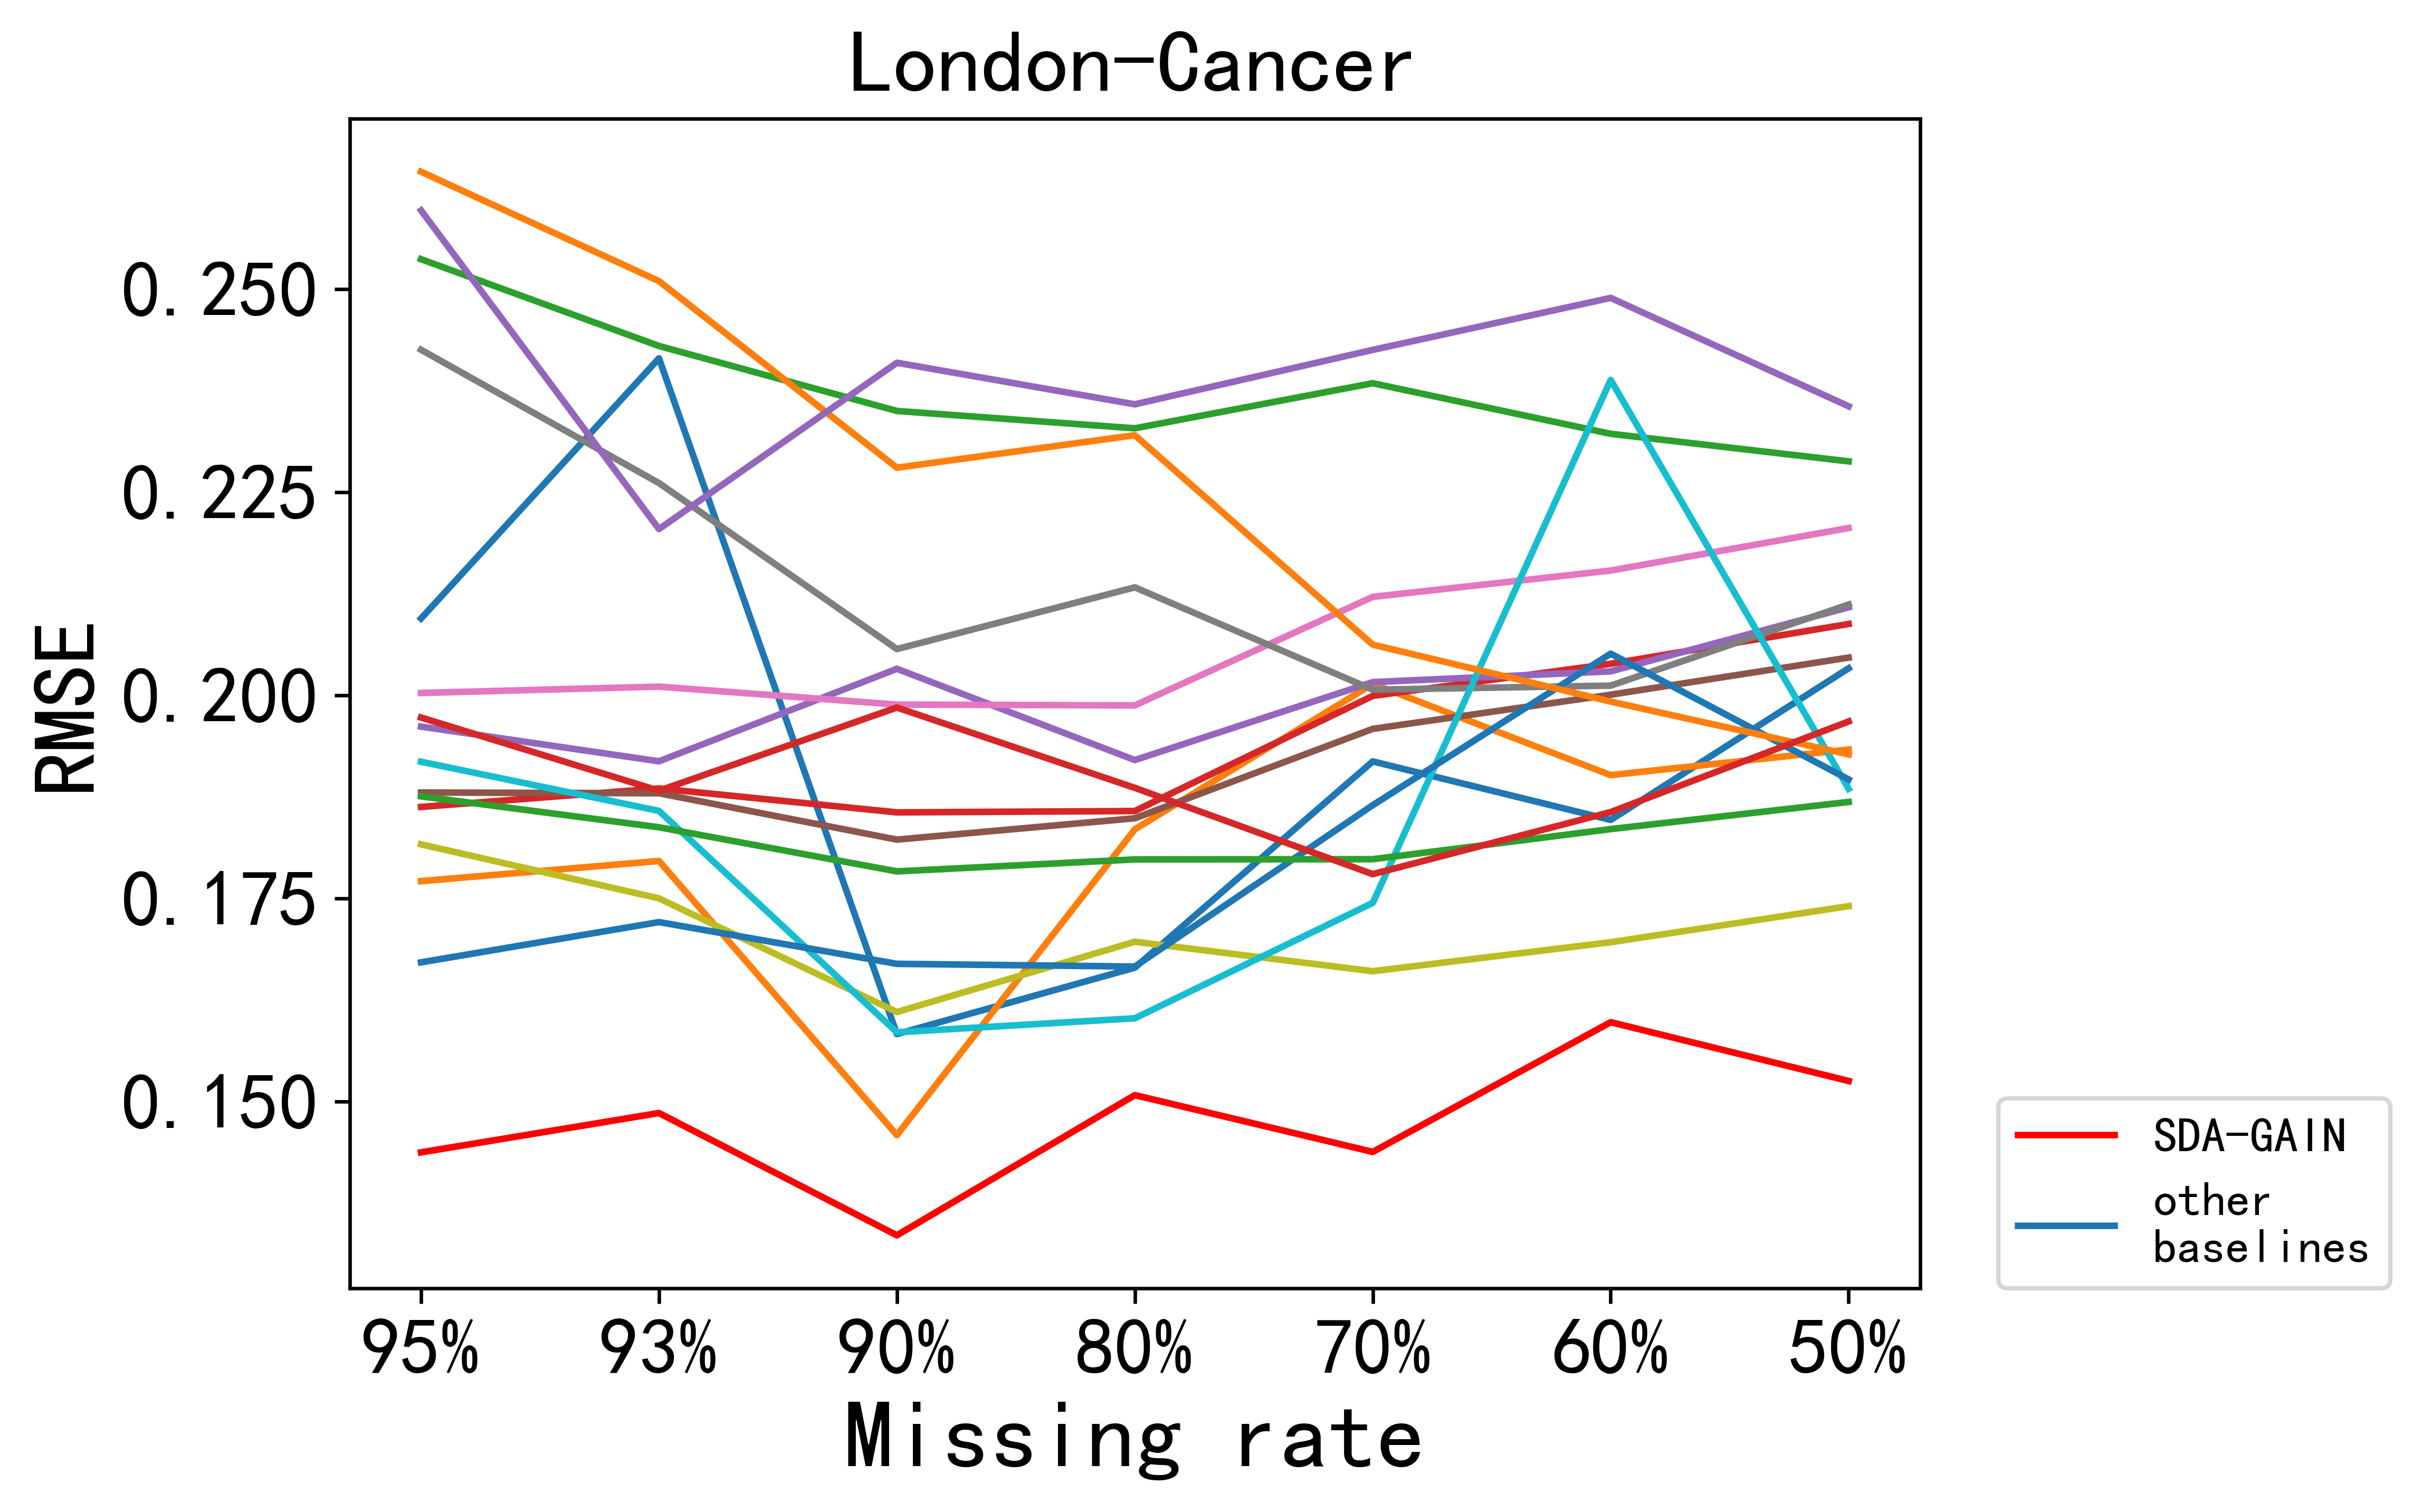 London-Cancer
RMSE
0.250
0.225
0.200
0.175
0.150
95% 93% 90% 80% 70% 60% 50%
Missing rate
SDA-GAIN
other
baselines